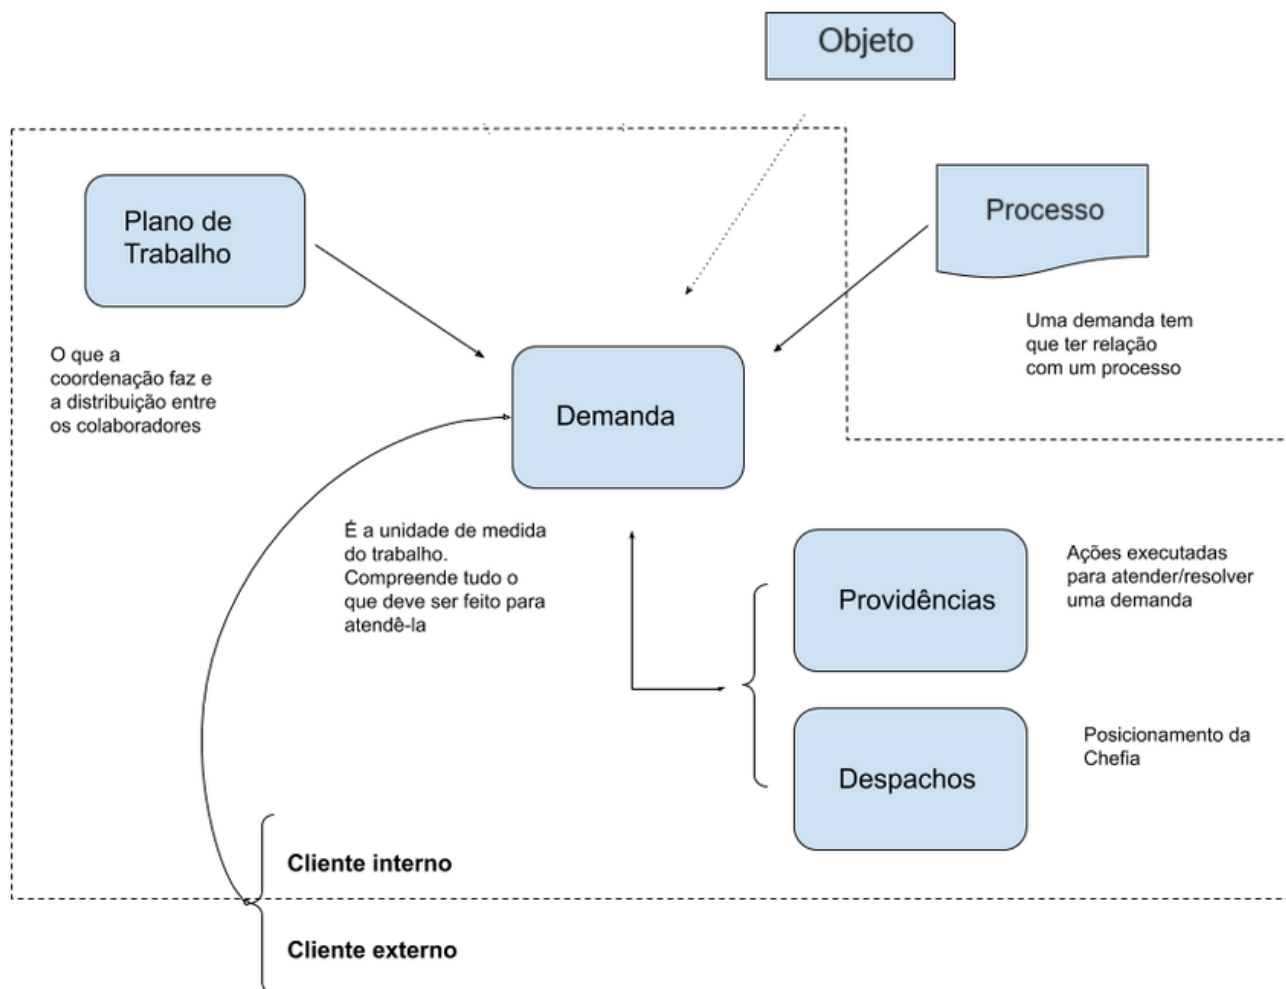 Objeto
Plano de
Trabalho
Processo
O que a
coordenação faz e
a distribuição entre
os colaboradores
Uma demanda tem
que ter relação
com um processo
Demanda
É a unidade de medida
do trabalho.
Compreende tudo o
que deve ser feito para
atendê-la
Providências
Ações executadas
para atender/resolver
uma demanda
Despachos
Posicionamento da
Chefia
Cliente interno
Cliente externo